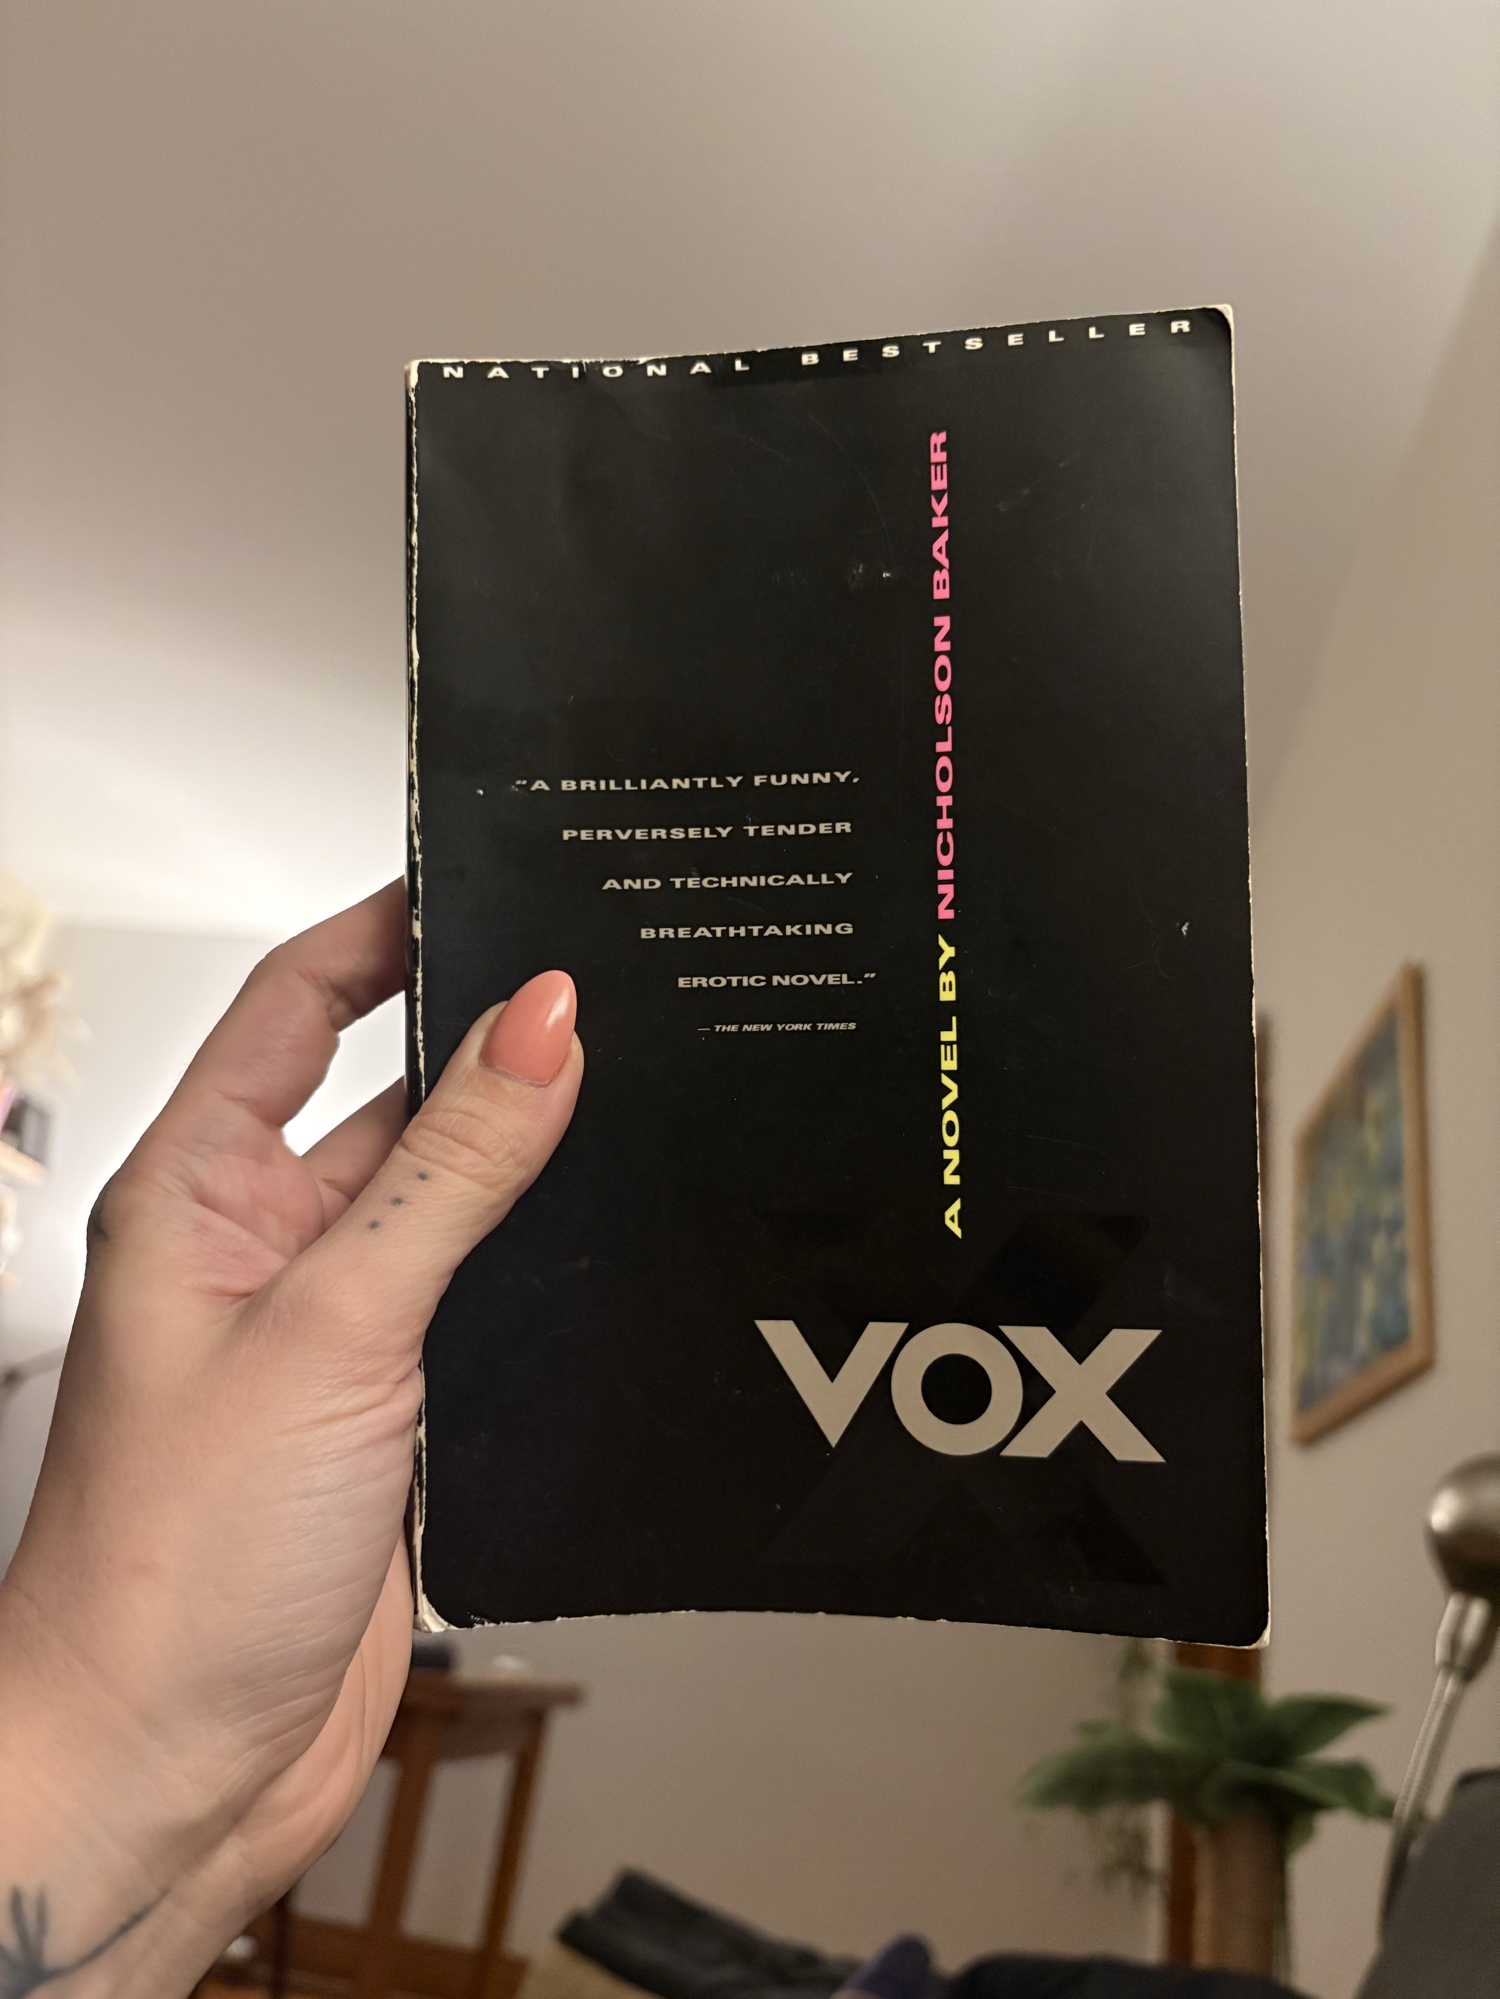 NATIONAL BESTSELLER
"A BRILLIANTLY FUNNY,
PERVERSELY TENDER
AND TECHNICALLY
BREATHTAKING
EROTIC NOVEL."
— THE NEW YORK TIMES
A NOVEL BY NICHOLSON BAKER
VOX